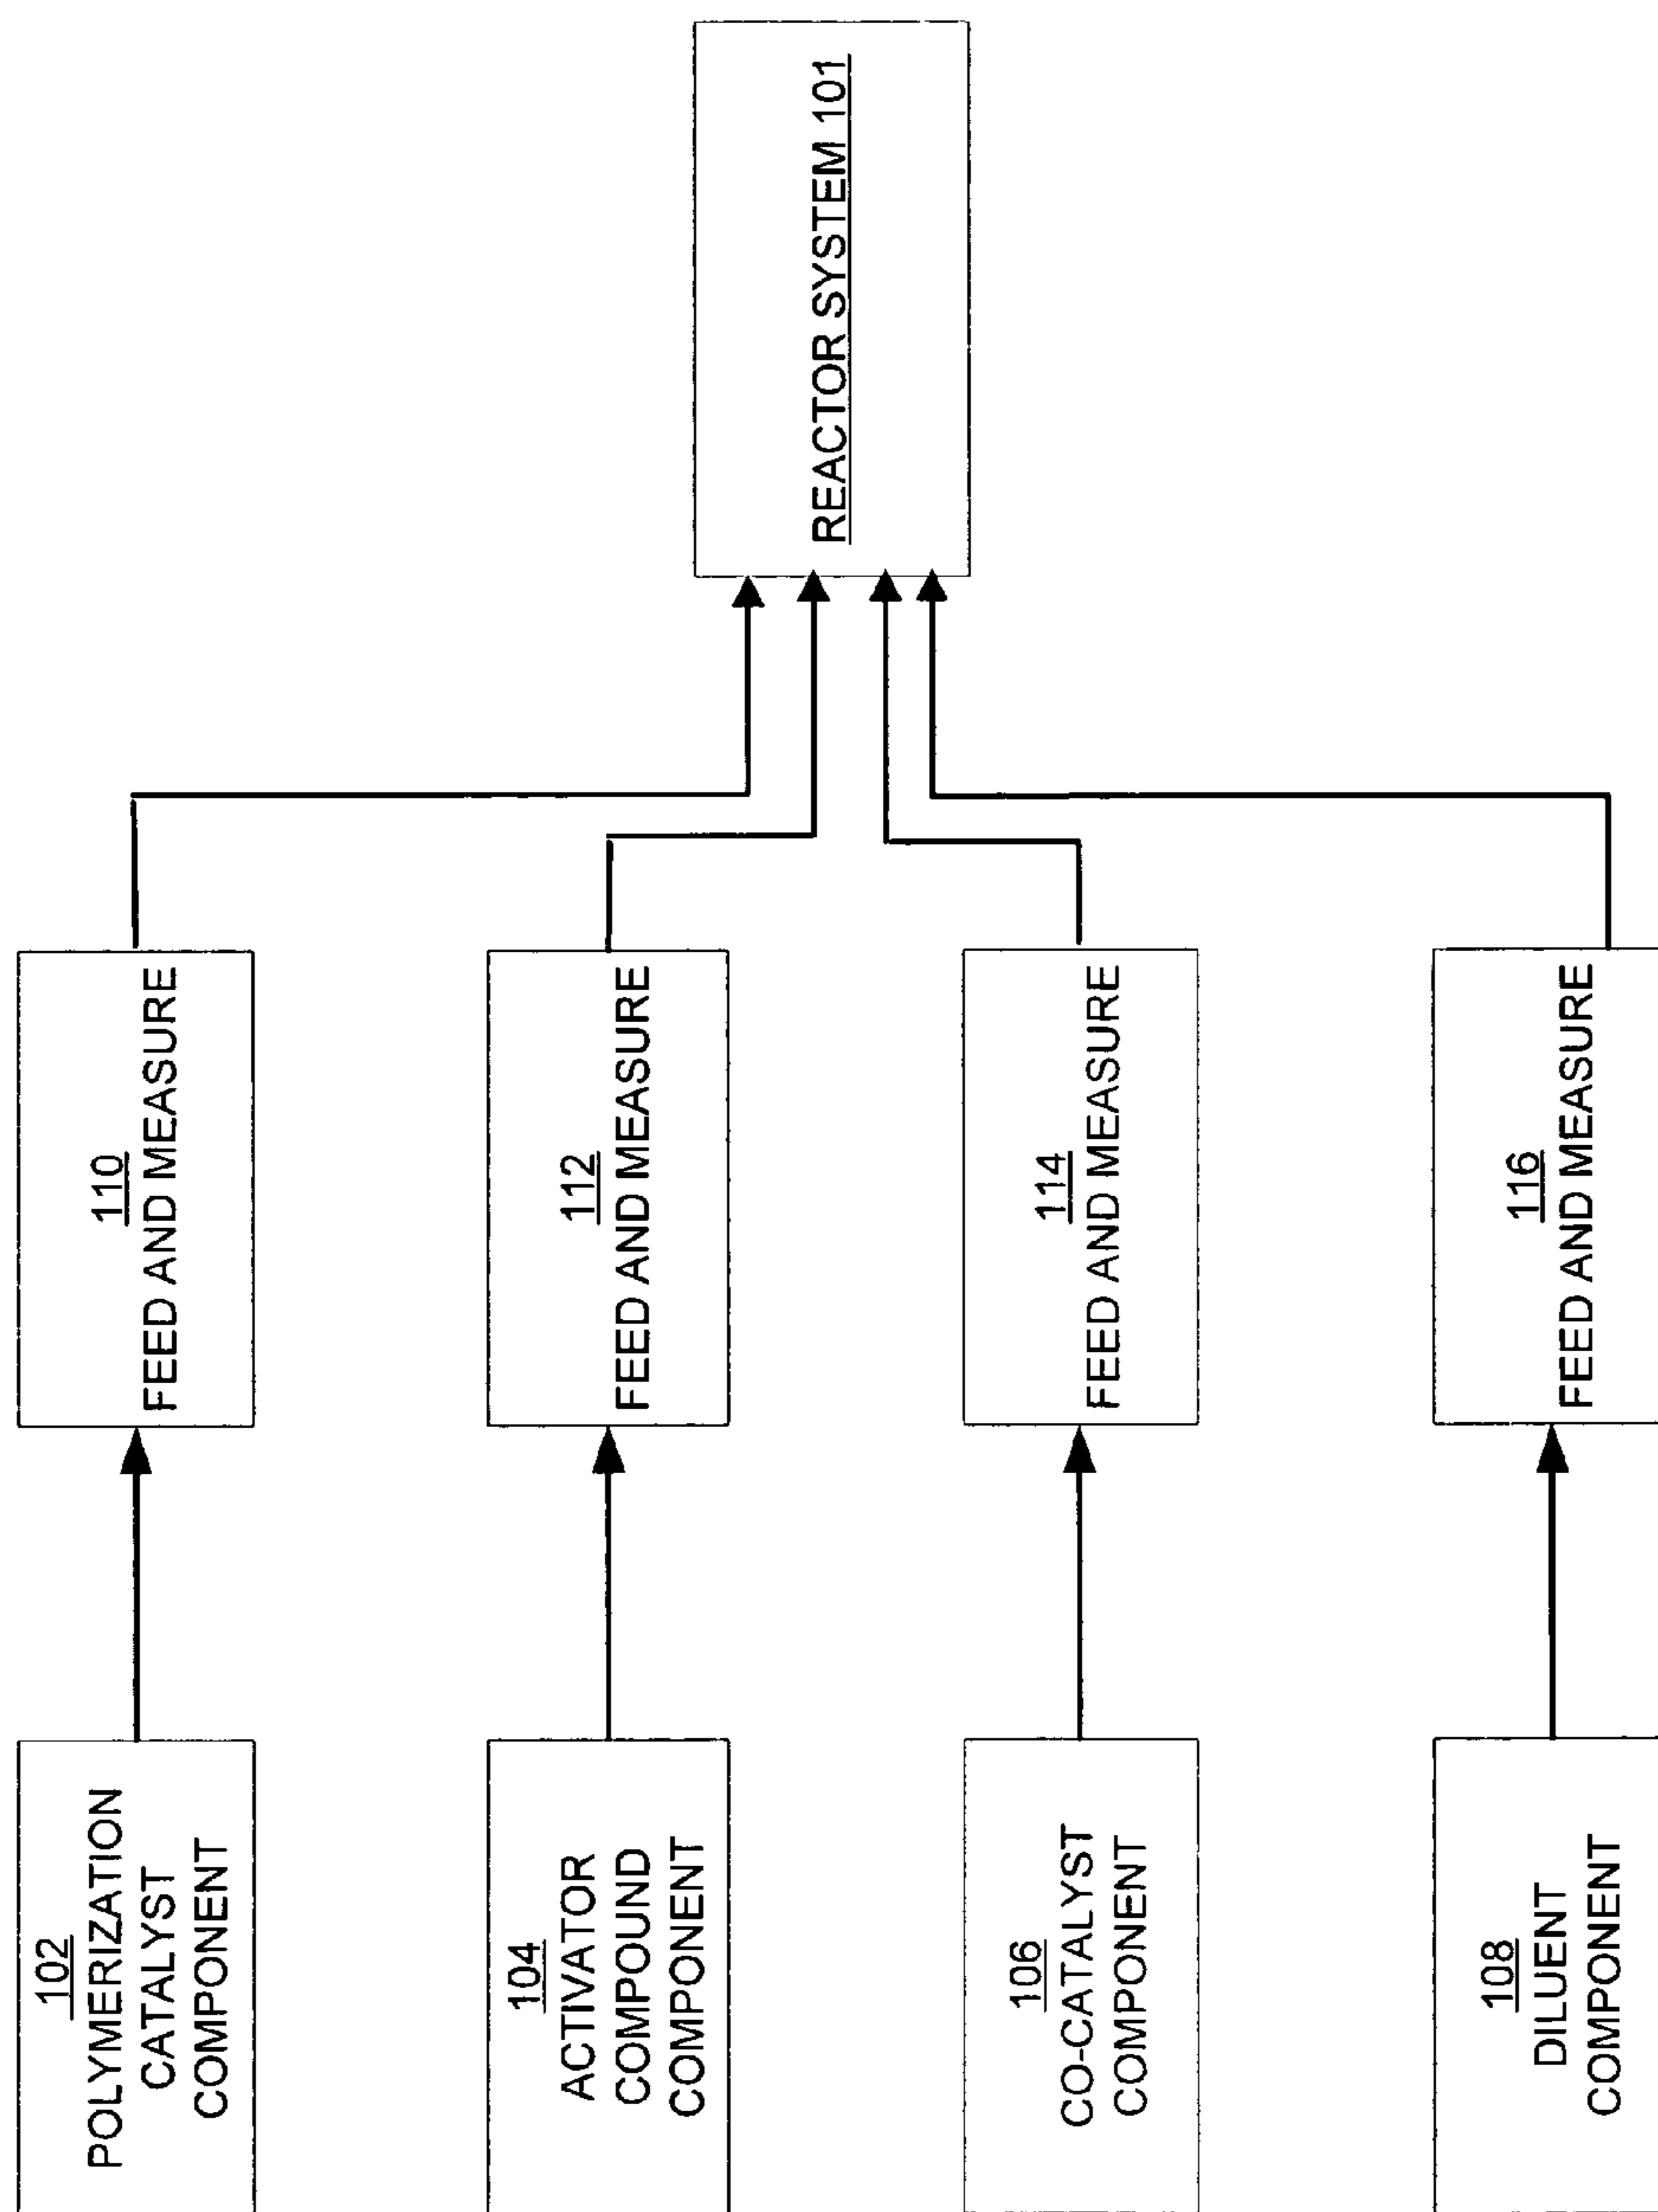 102
POLYMERIZATION
CATALYST
COMPONENT
110
FEED AND MEASURE
104
ACTIVATOR
COMPOUND
COMPONENT
112
FEED AND MEASURE
REACTOR SYSTEM 101
106
CO-CATALYST
COMPONENT
114
FEED AND MEASURE
108
DILUENT
COMPONENT
116
FEED AND MEASURE